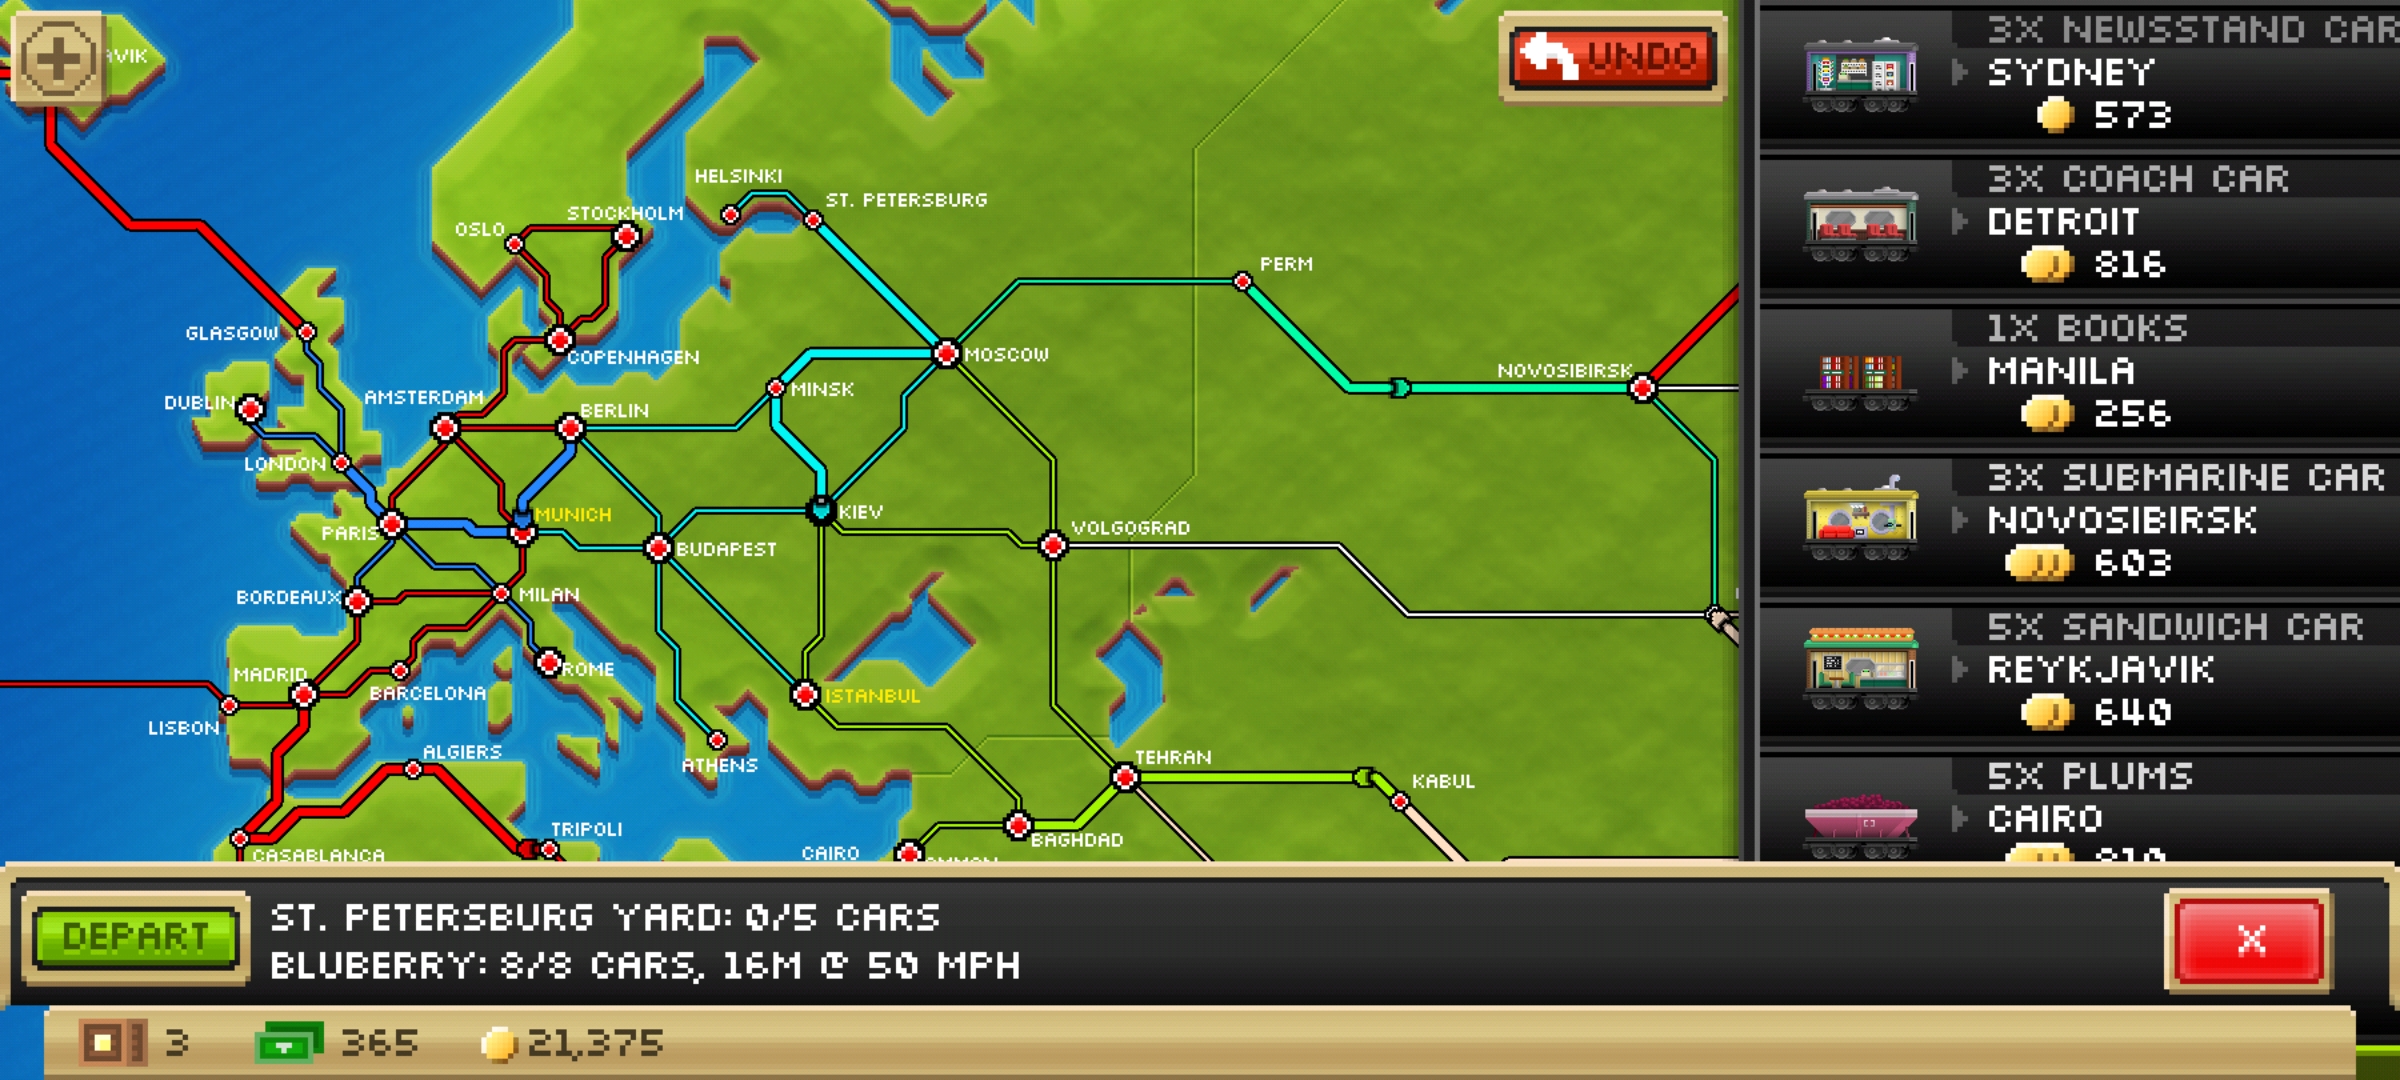 AVIK
UNDO
HELSINKI
ST. PETERSBURG
OSLO
STOCKHOLM
PERM
GLASGOW
COPENHAGEN
MOSCOW
NOVOSIBIRSK
DUBLIN
AMSTERDAM
BERLIN
MINSK
LONDON
PARIS
MUNICH
KIEV
VOLGOGRAD
BUDAPEST
BORDEAUX
MILAN
MADRID
BARCELONA
ROME
ISTANBUL
LISBON
ALGIERS
ATHENS
TEHRAN
KABUL
TRIPOLI
CASABLANCA
CAIRO
BAGHDAD
3X NEWSSTAND CAR
SYDNEY
573
3X COACH CAR
DETROIT
816
1X BOOKS
MANILA
256
3X SUBMARINE CAR
NOVOSIBIRSK
603
5X SANDWICH CAR
REYKJAVIK
640
5X PLUMS
CAIRO
DEPART
ST. PETERSBURG YARD: 0/5 CARS
BLUBERRY: 8/8 CARS, 16M @ 50 MPH
X
3
365
21,375